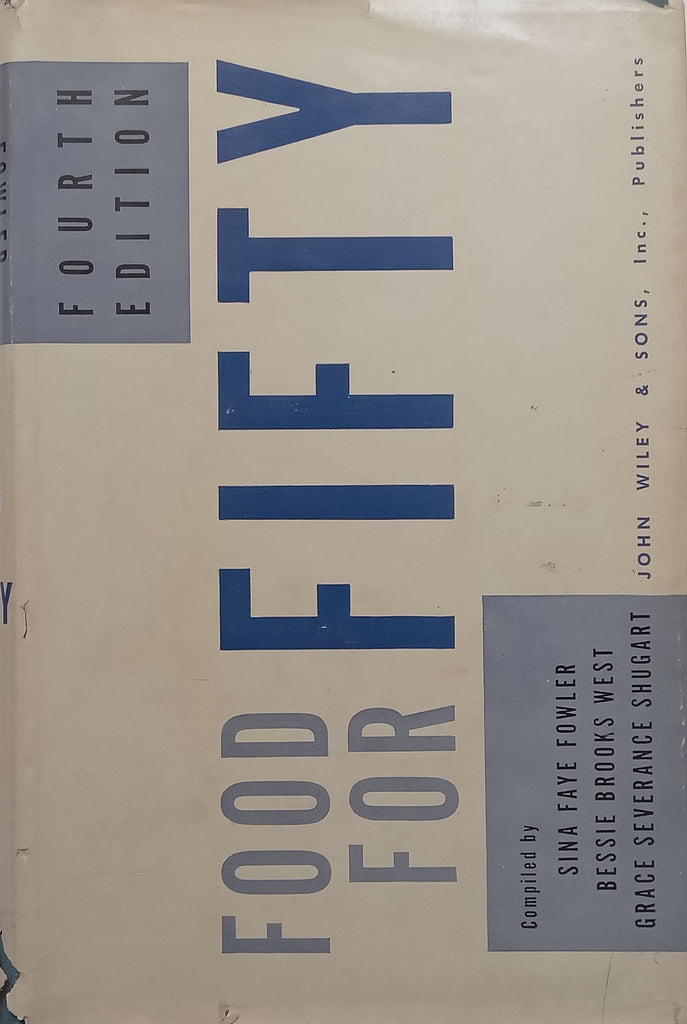 FOURTH
EDITION
FOOD
FOR
FIFTY
Compiled by
SINA FAYE FOWLER
BESSIE BROOKS WEST
GRACE SEVERANCE SHUGART
JOHN WILEY & SONS, Inc., Publishers
Y